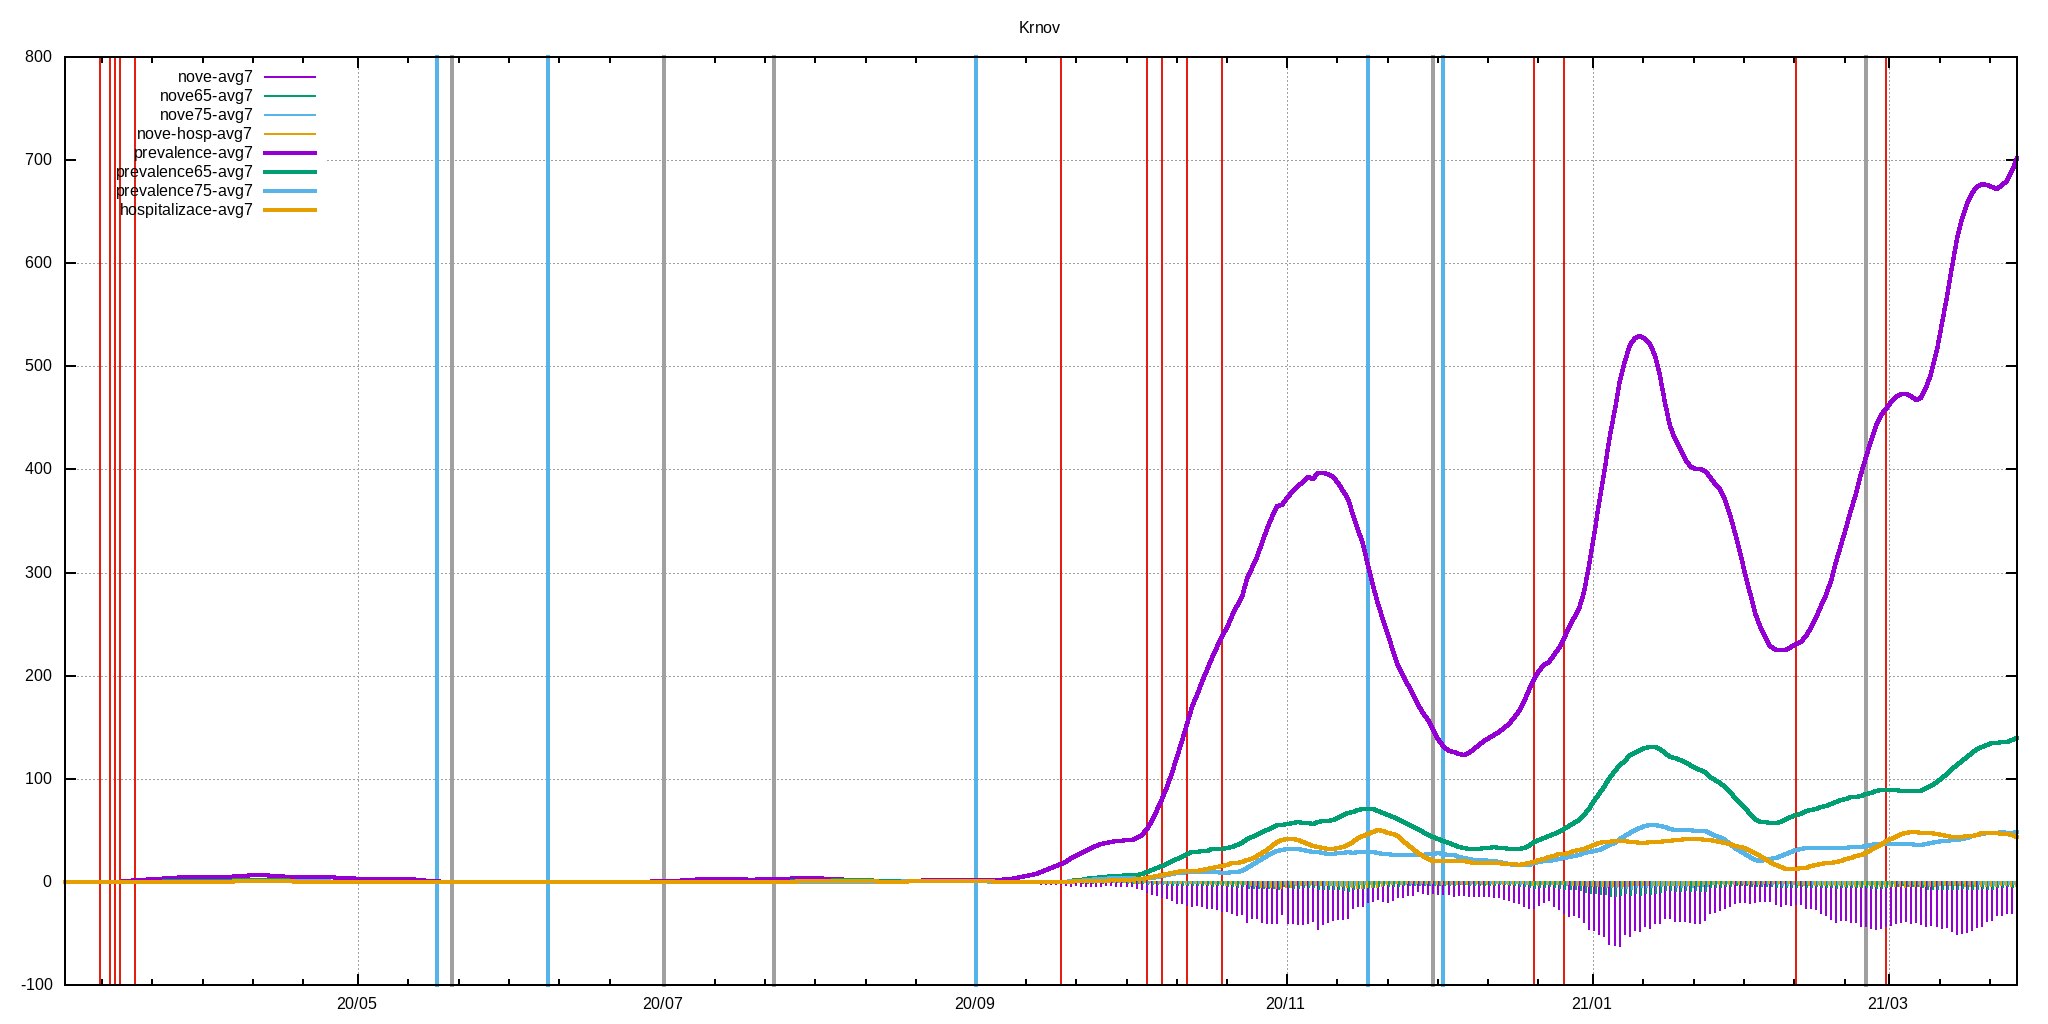 Krnov
800
700
600
500
400
300
200
100
0
-100
nove-avg7
nove65-avg7
nove75-avg7
nove-hosp-avg7
prevalence-avg7
prevalence65-avg7
prevalence75-avg7
hospitalizace-avg7
20/05 20/07 20/09 20/11 21/01 21/03